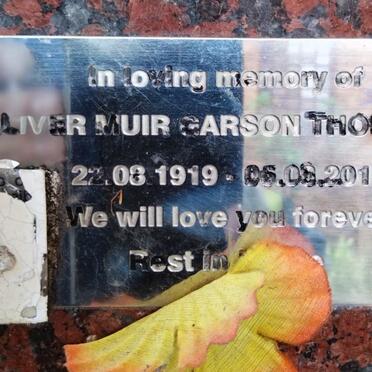 In loving memory of
LIVER MUIR CARSON THO
22.08 1919 - 06.08.201
We will love you foreve
Rest in